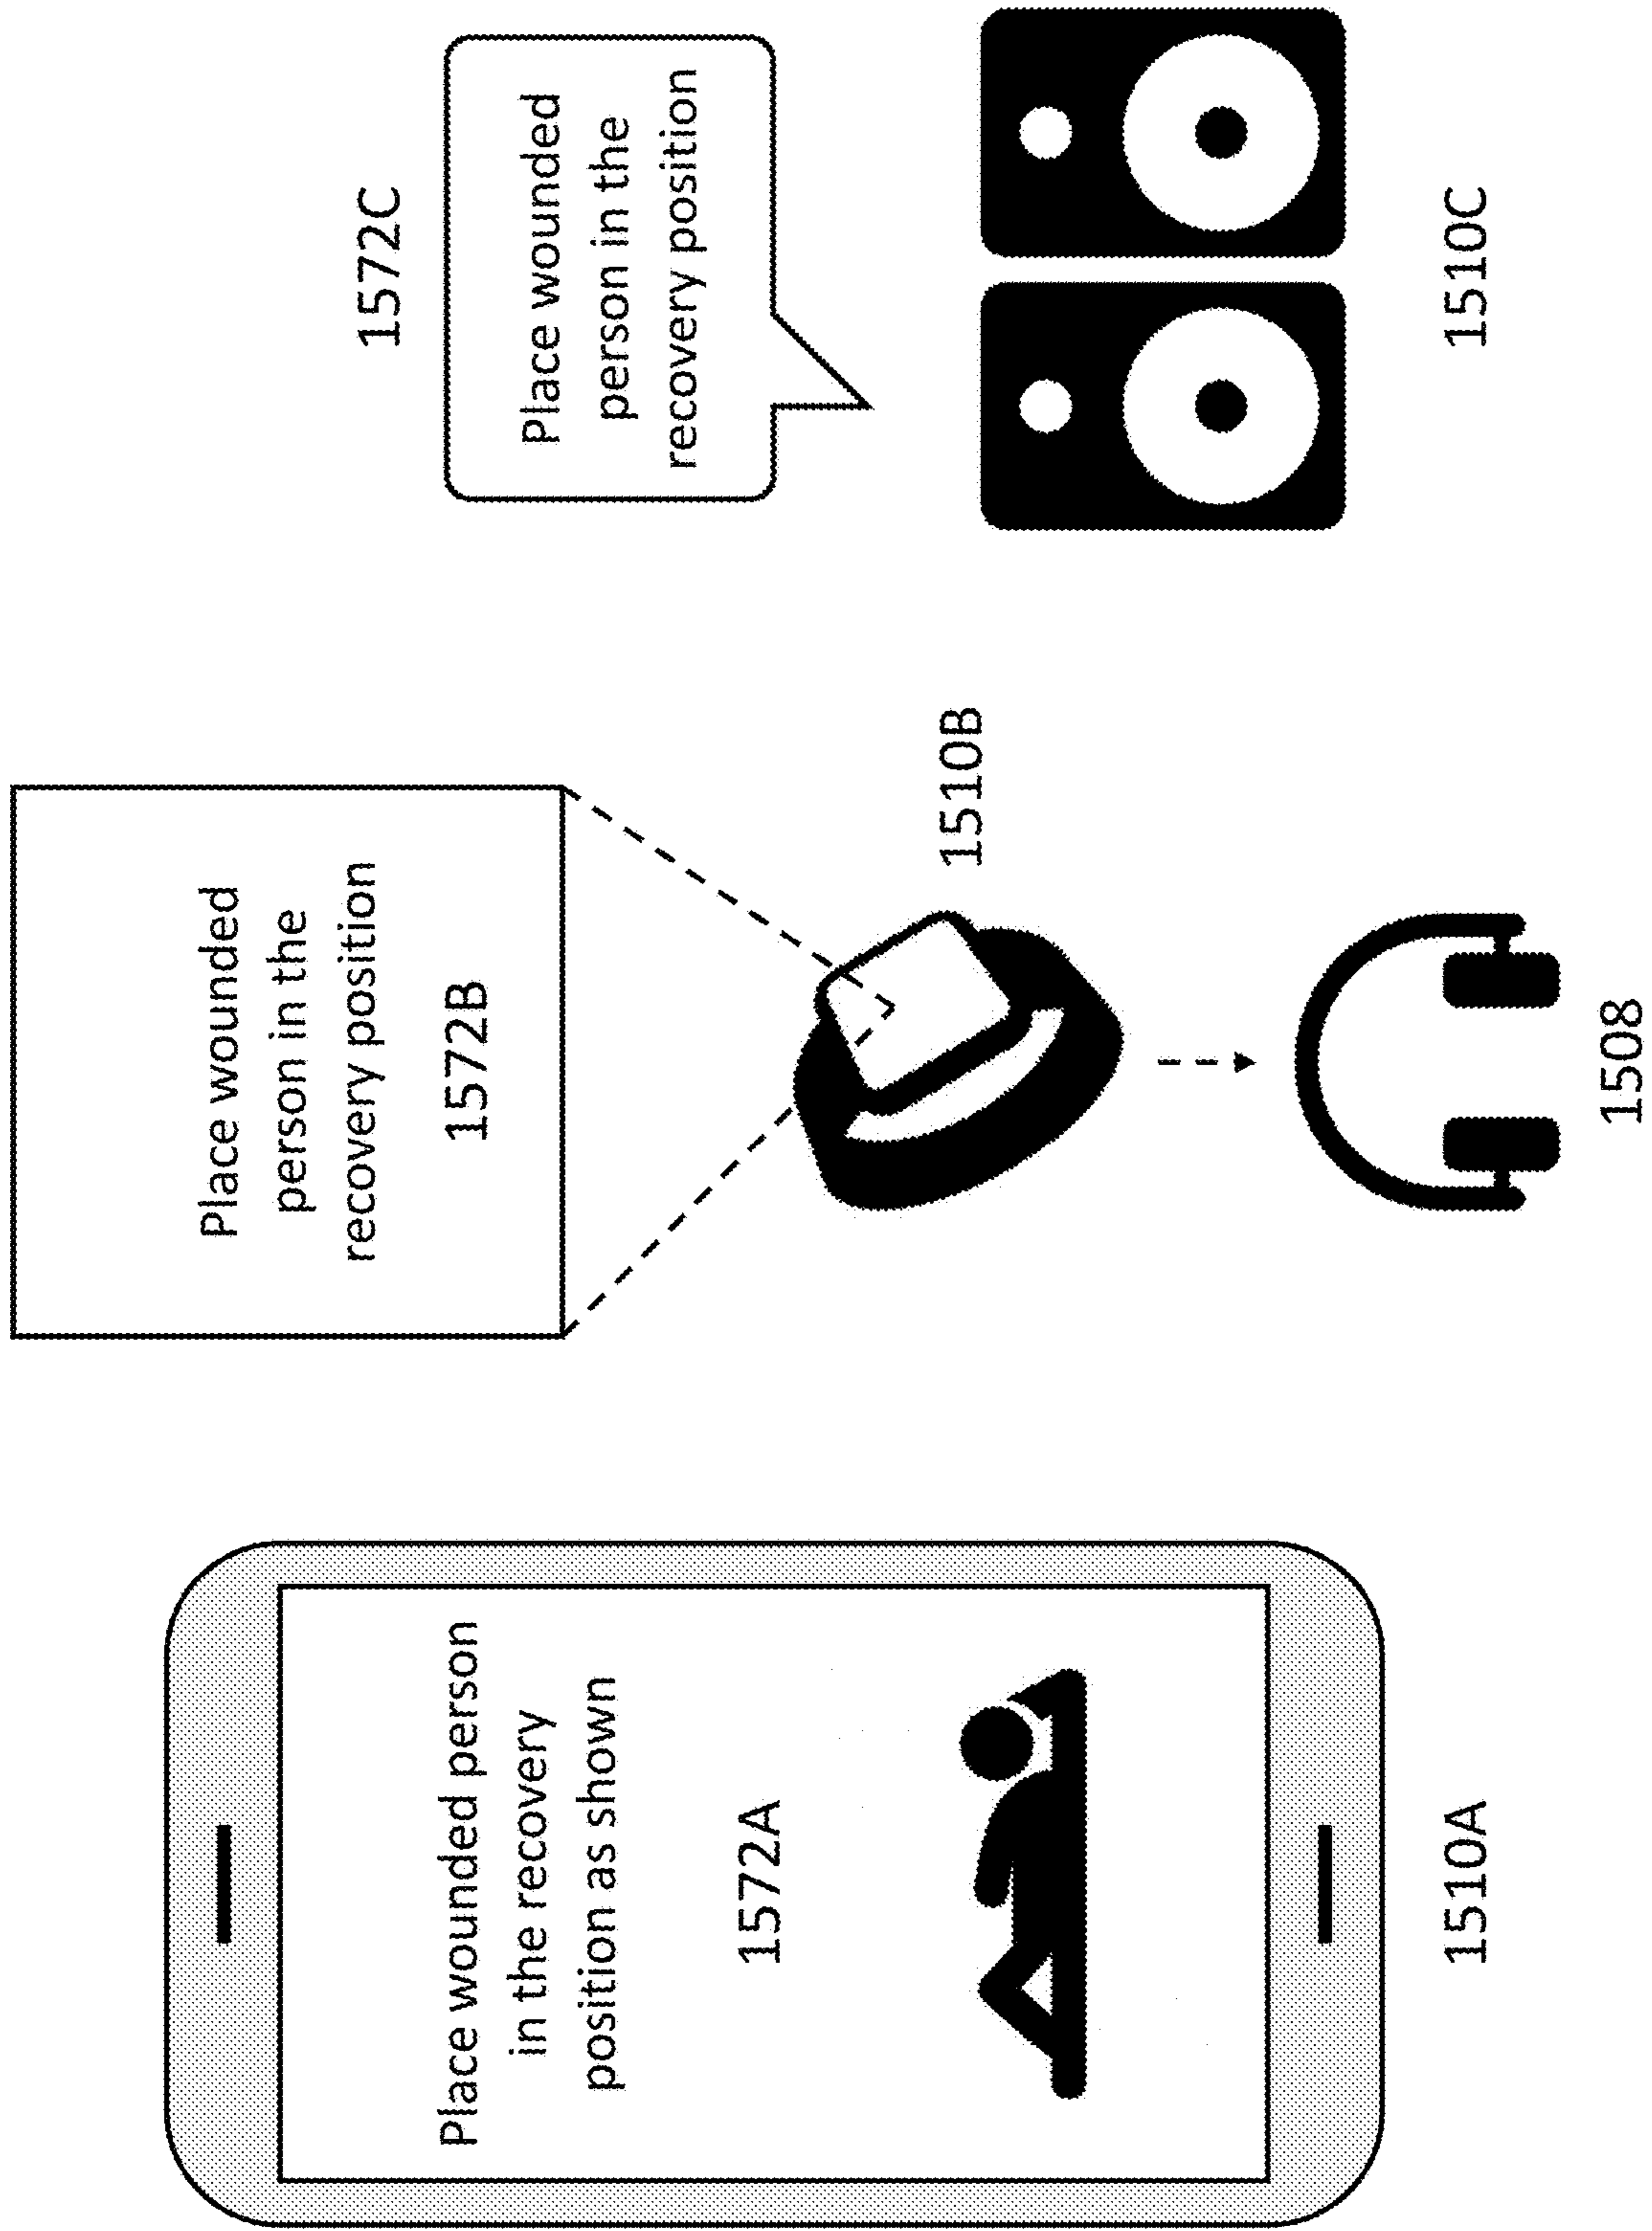 Place wounded person
in the recovery
position as shown
1572A
1510A
Place wounded
person in the
recovery position
1572B
1510B
1508
1572C
Place wounded
person in the
recovery position
1510C